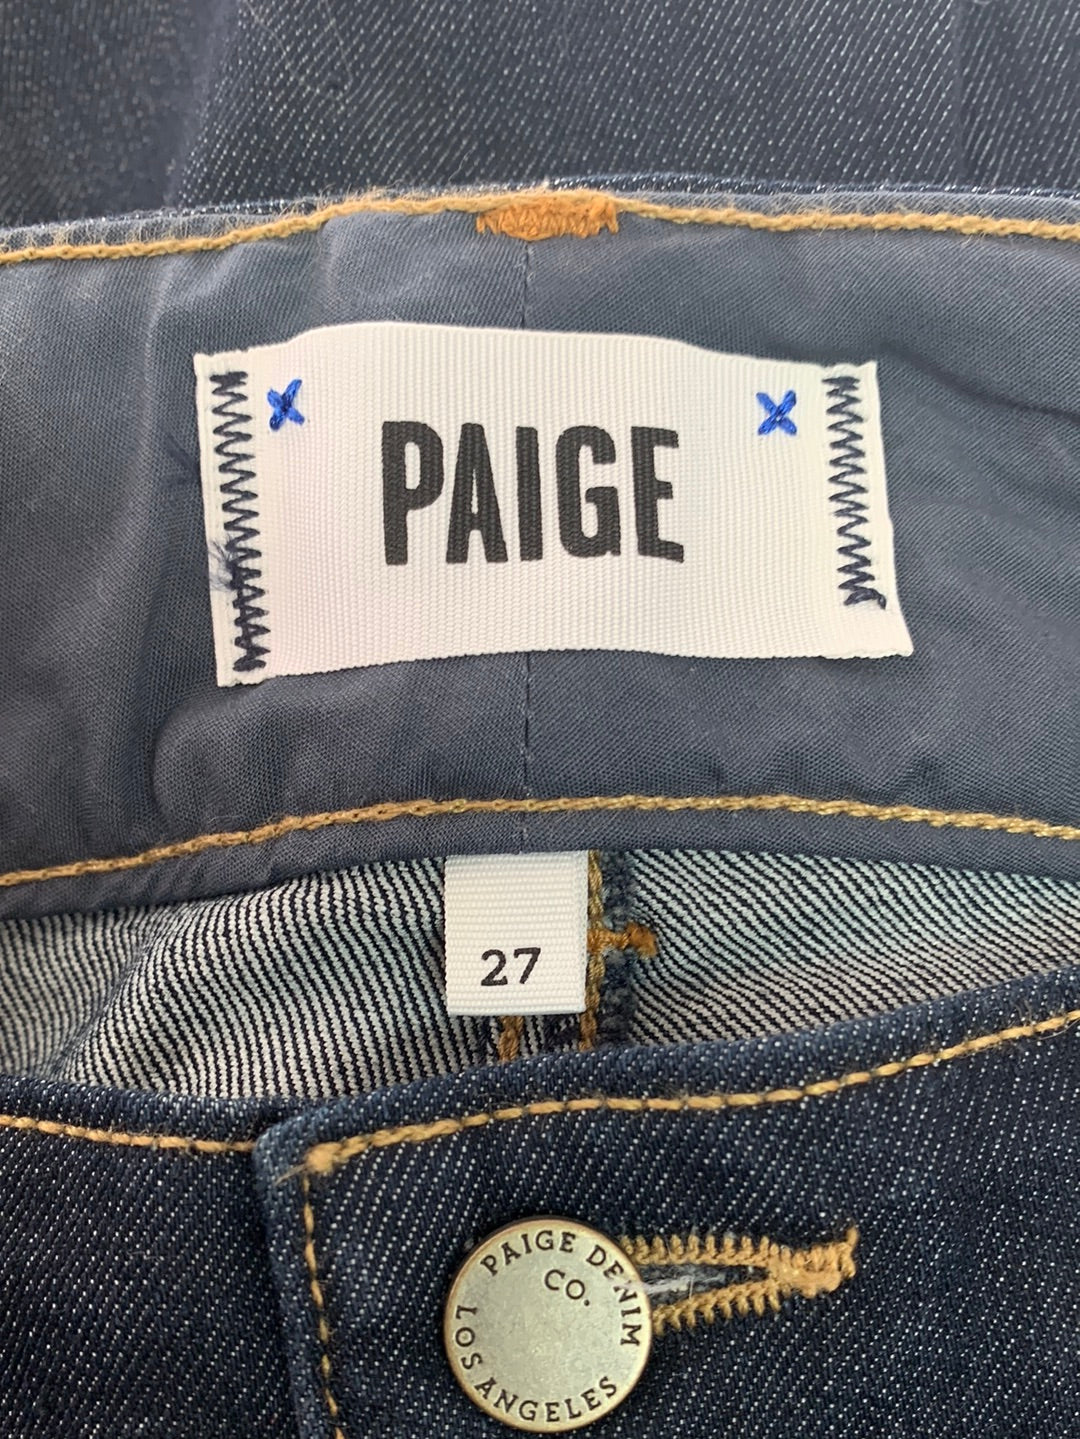 PAIGE
27
PAIGE DENIM
CO.
LOS ANGELES